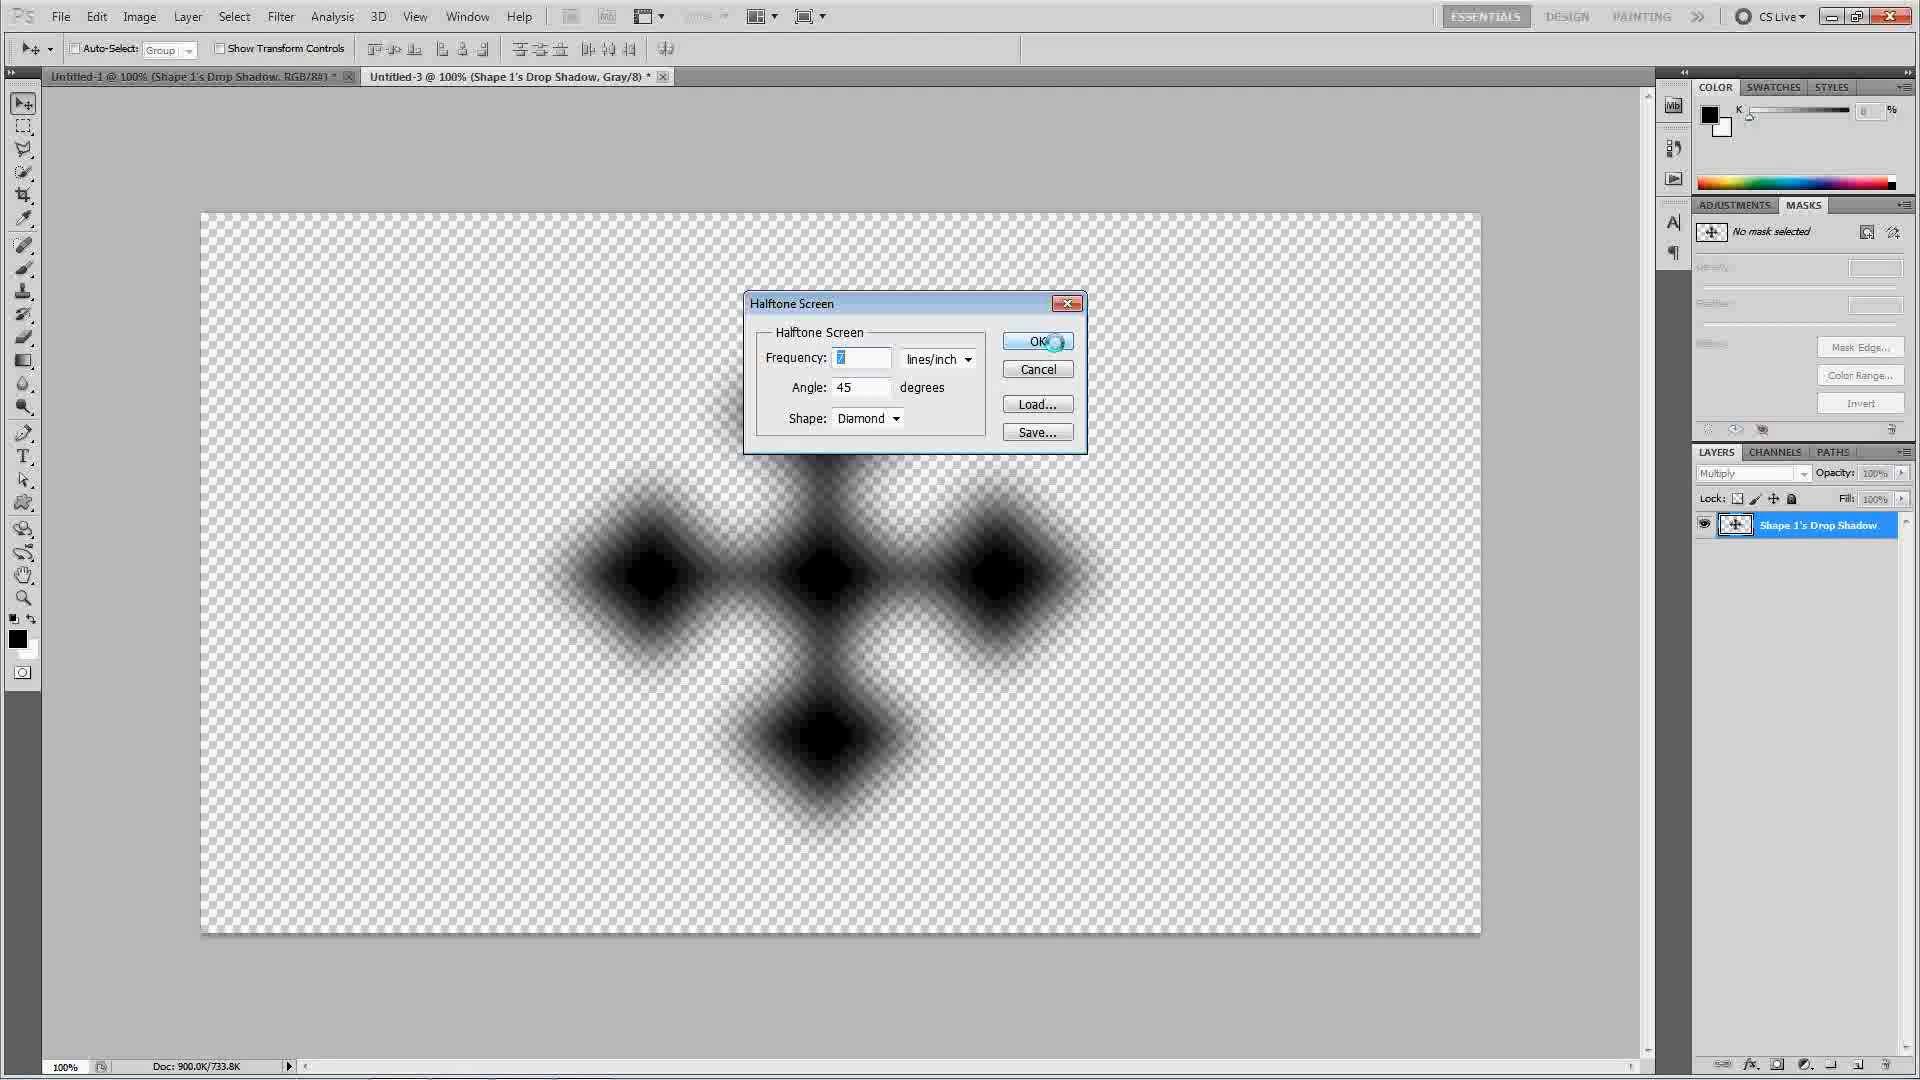 Ps File Edit Image Layer Select Filter Analysis 3D View Window Help Mb ESSENTIALS DESIGN PAINTING CS Live
Auto-Select: Group Show Transform Controls
Untitled-1 @ 100% (Shape 1's Drop Shadow, RGB/8#) * Untitled-3 @ 100% (Shape 1's Drop Shadow, Gray/8) *
COLOR SWATCHES STYLES
Mb
K %
ADJUSTMENTS MASKS
No mask selected
Density:
Feather:
Mask Edge...
Color Range...
Invert
Halftone Screen
Halftone Screen
Frequency: 7 lines/inch
Angle: 45 degrees
Shape: Diamond
OK
Cancel
Load...
Save...
LAYERS CHANNELS PATHS
Multiply Opacity: 100%
Lock: Fill: 100%
Shape 1's Drop Shadow
100% Doc: 900.0K/733.8K